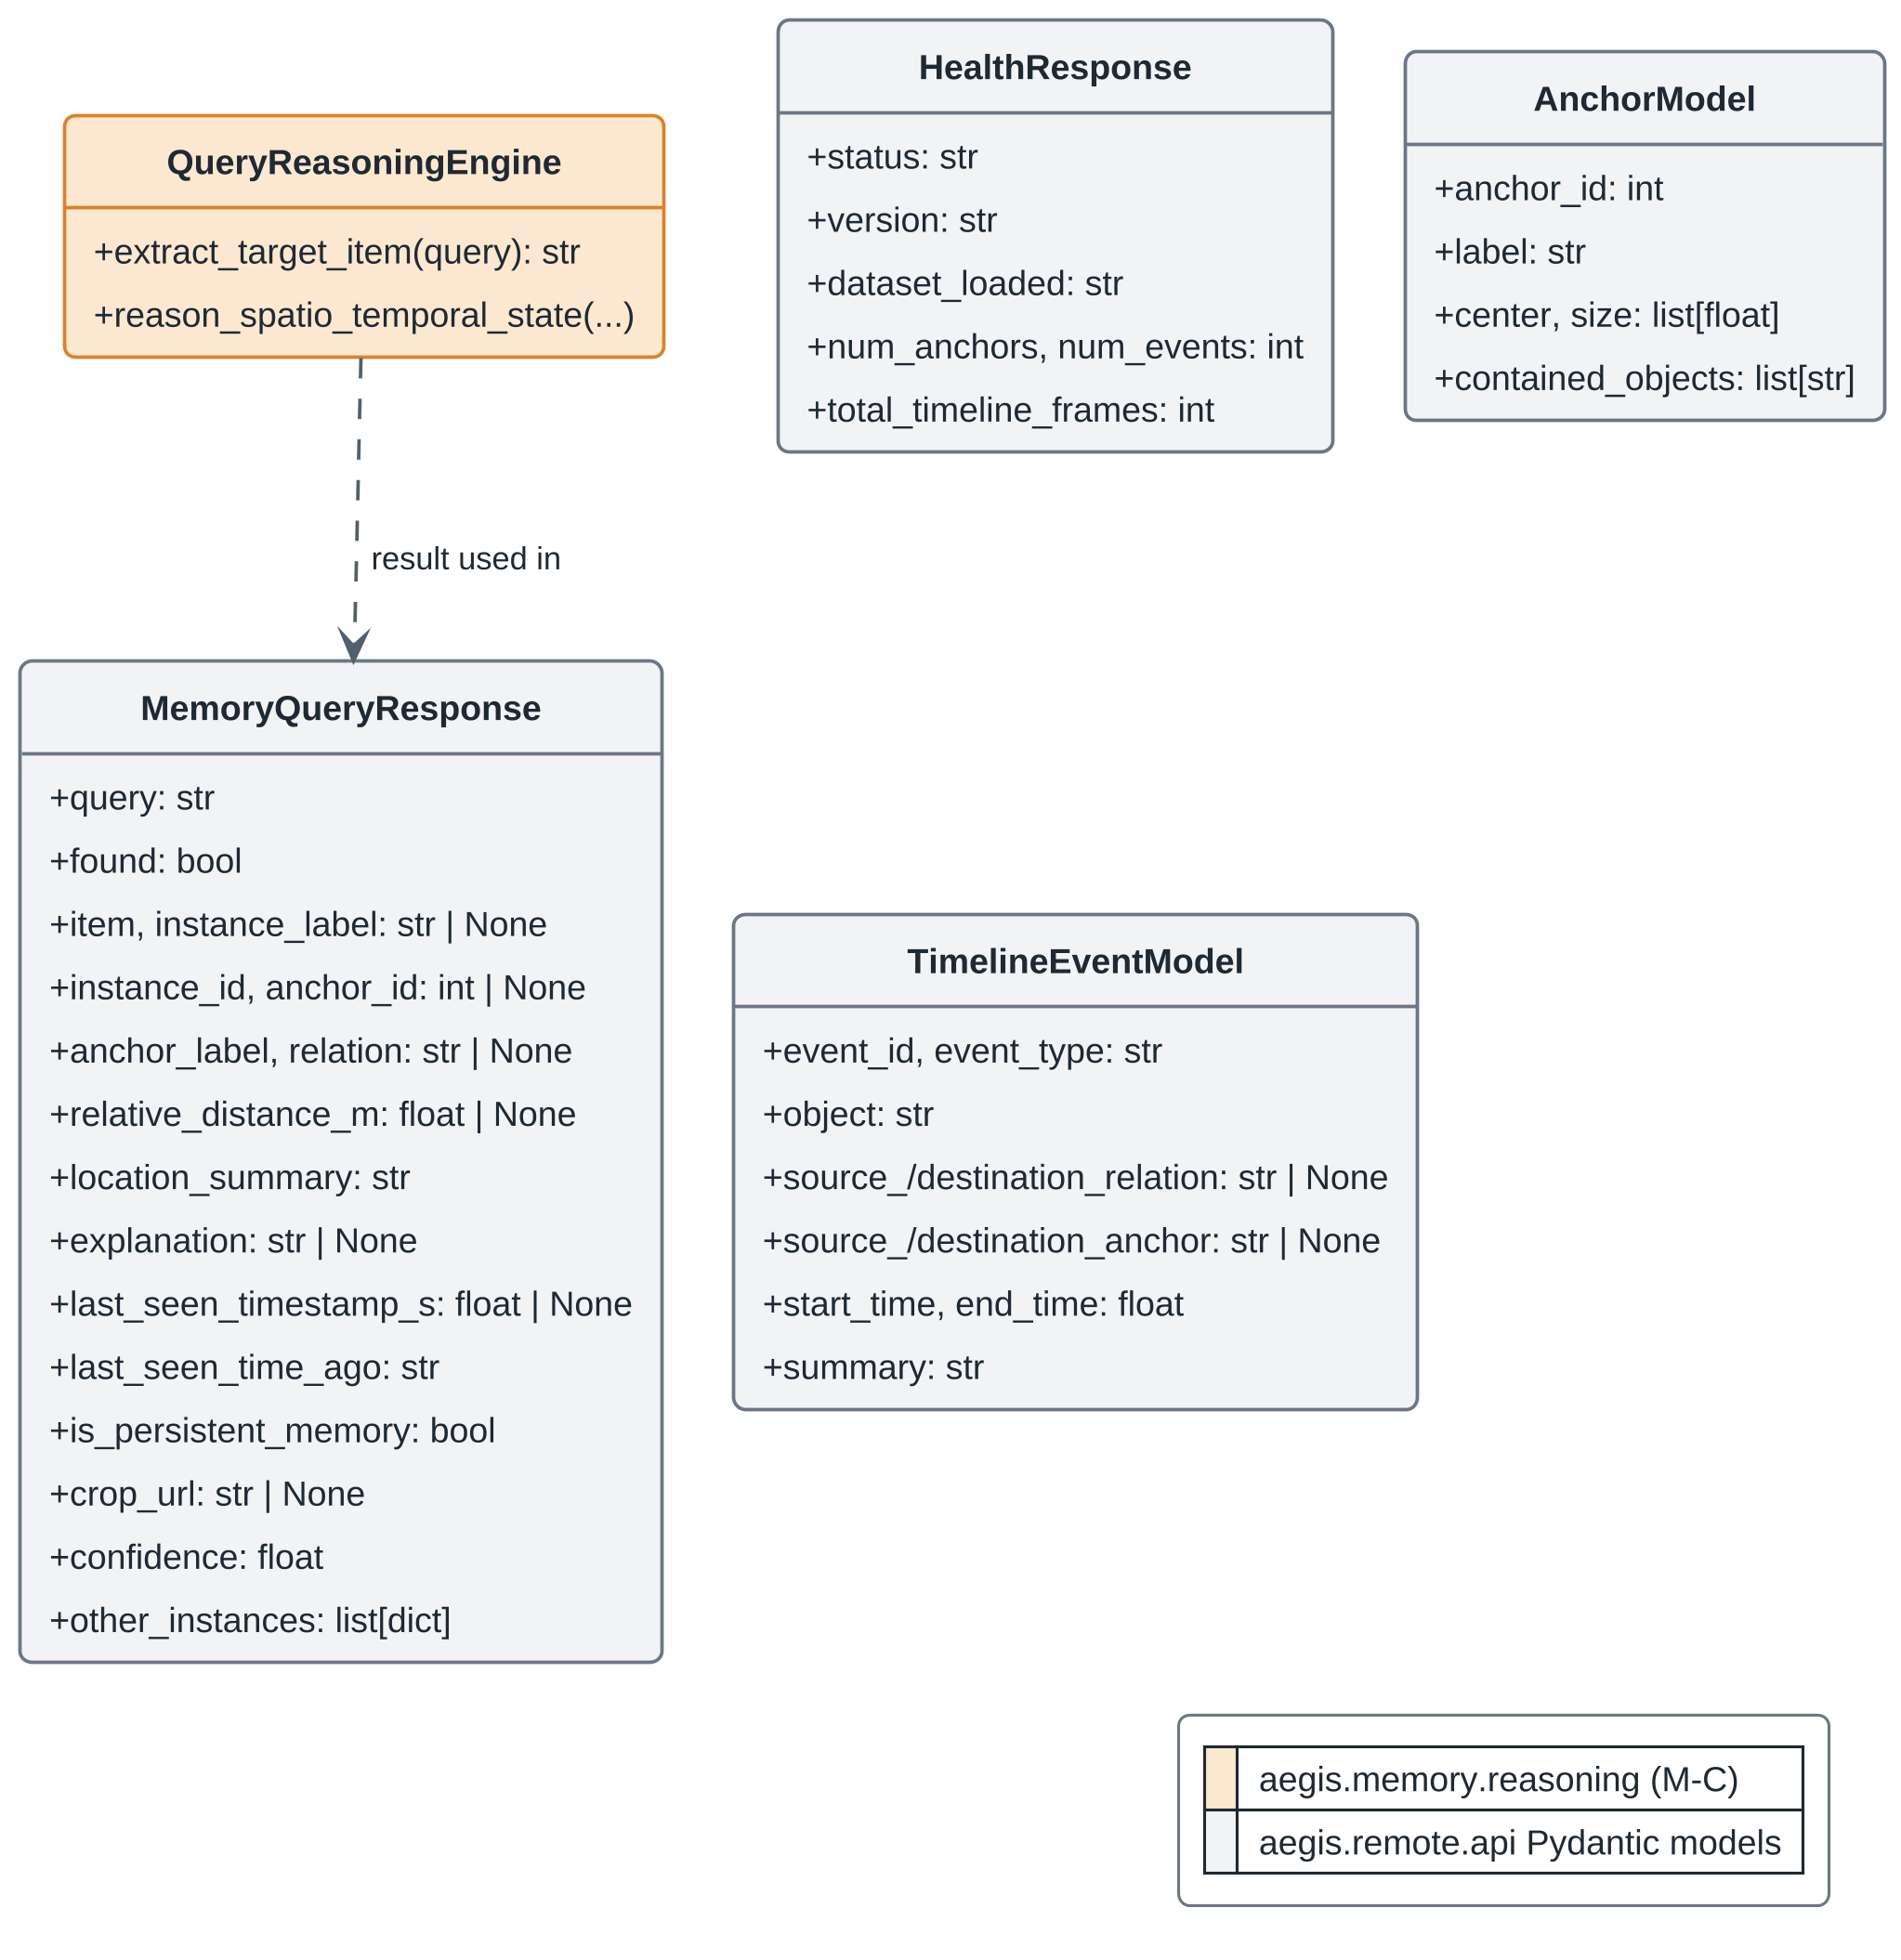 QueryReasoningEngine
+extract_target_item(query): str
+reason_spatio_temporal_state(...)
HealthResponse
+status: str
+version: str
+dataset_loaded: str
+num_anchors, num_events: int
+total_timeline_frames: int
AnchorModel
+anchor_id: int
+label: str
+center, size: list[float]
+contained_objects: list[str]
result used in
MemoryQueryResponse
+query: str
+found: bool
+item, instance_label: str | None
+instance_id, anchor_id: int | None
+anchor_label, relation: str | None
+relative_distance_m: float | None
+location_summary: str
+explanation: str | None
+last_seen_timestamp_s: float | None
+last_seen_time_ago: str
+is_persistent_memory: bool
+crop_url: str | None
+confidence: float
+other_instances: list[dict]
TimelineEventModel
+event_id, event_type: str
+object: str
+source_/destination_relation: str | None
+source_/destination_anchor: str | None
+start_time, end_time: float
+summary: str
aegis.memory.reasoning (M-C)
aegis.remote.api Pydantic models